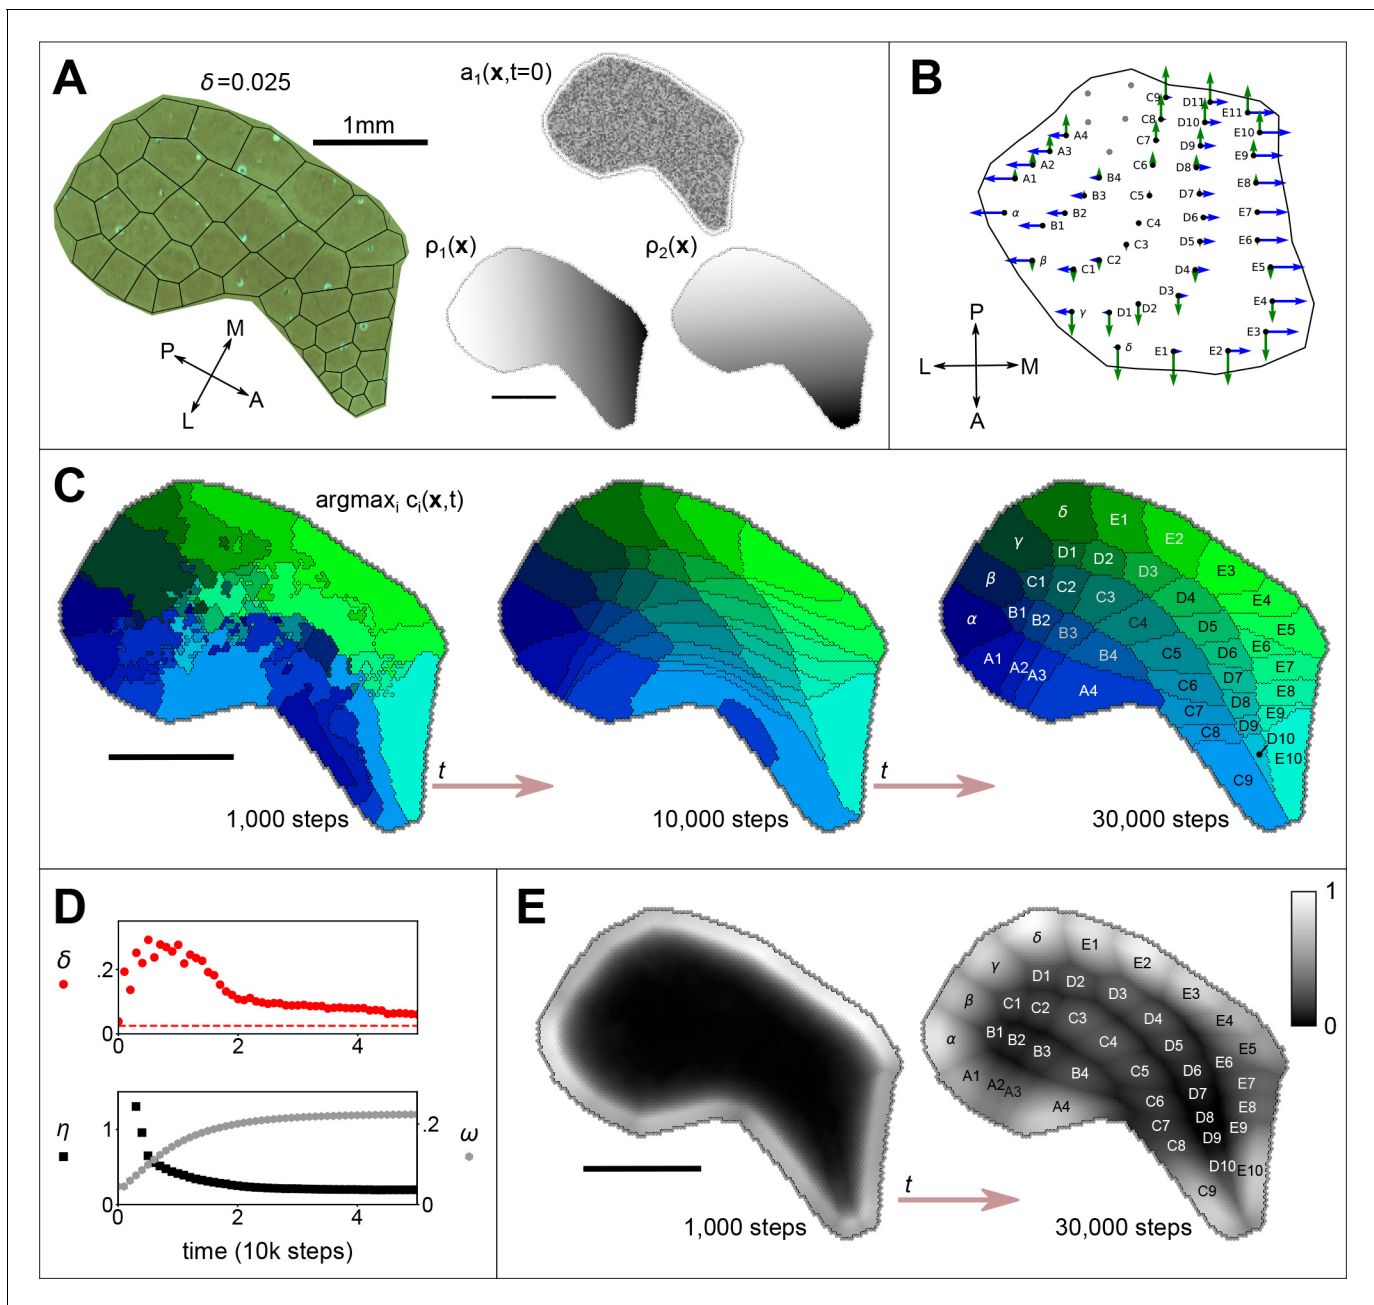 A
δ=0.025
1mm
M
P
A
L
a₁(x,t=0)
ρ₁(x)
ρ₂(x)
B
C9
D11
E11
C8
D10
E10
A4
C7
D9
E9
A3
A2
C6
D8
A1
B4
E8
B3
C5
D7
α
B2
D6
E7
B1
C4
D5
E6
C3
β
C2
C1
D4
E5
D3
E4
γ
D1
D2
E3
δ
E1
E2
P
L
M
A
C
argmaxᵢ cᵢ(x,t)
1,000 steps
t
10,000 steps
t
30,000 steps
δ
E1
E2
γ
D1
D2
D3
E3
β
C1
C2
C3
D4
E4
α
B1
B2
B3
C4
D5
E5
A1
A2
A3
B4
C5
D6
E6
E7
A4
C6
D7
E8
C7
D8
E9
C8
D9
D10
E10
C9
D
δ
.2
0
0
2
4
η
1
0
.2
0
ω
0
2
4
time (10k steps)
E
1,000 steps
t
30,000 steps
1
0
δ
E1
E2
γ
D1
D2
D3
E3
β
C1
C2
C3
D4
E4
α
B1
B2
B3
C4
D5
E5
A1
A2
A3
B4
C5
D6
E6
E7
A4
C6
D7
E8
C7
D8
E9
C8
D9
D10
E10
C9